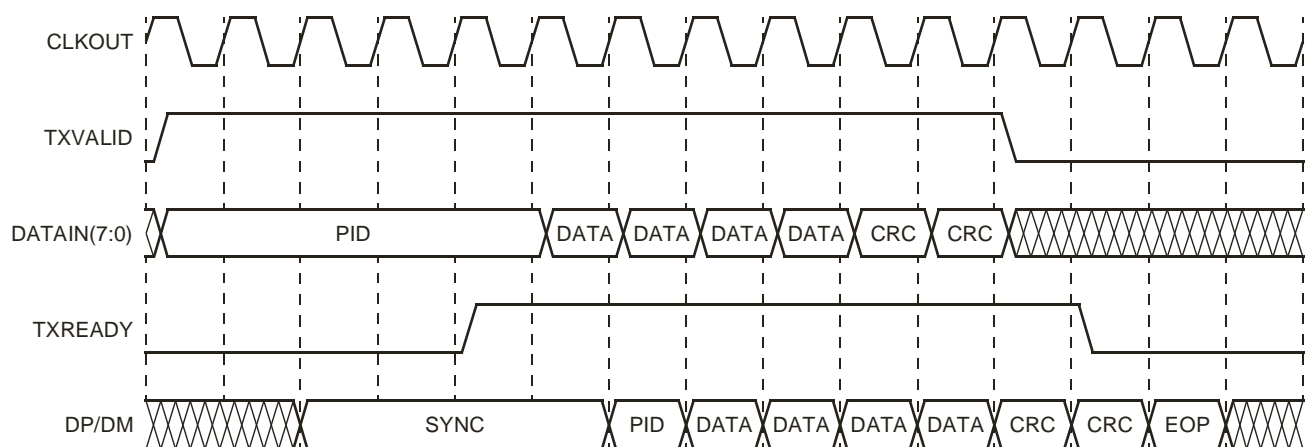 CLKOUT
TXVALID
DATAIN(7:0) PID DATA DATA DATA DATA CRC CRC
TXREADY
DP/DM SYNC PID DATA DATA DATA DATA CRC CRC EOP